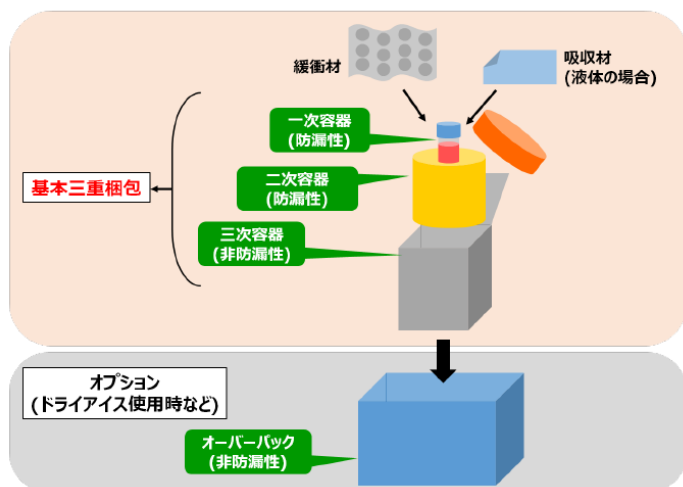 緩衝材
吸収材
(液体の場合)
一次容器
(防漏性)
二次容器
(防漏性)
基本三重梱包
三次容器
(非防漏性)
オプション
(ドライアイス使用時など)
オーバーパック
(非防漏性)